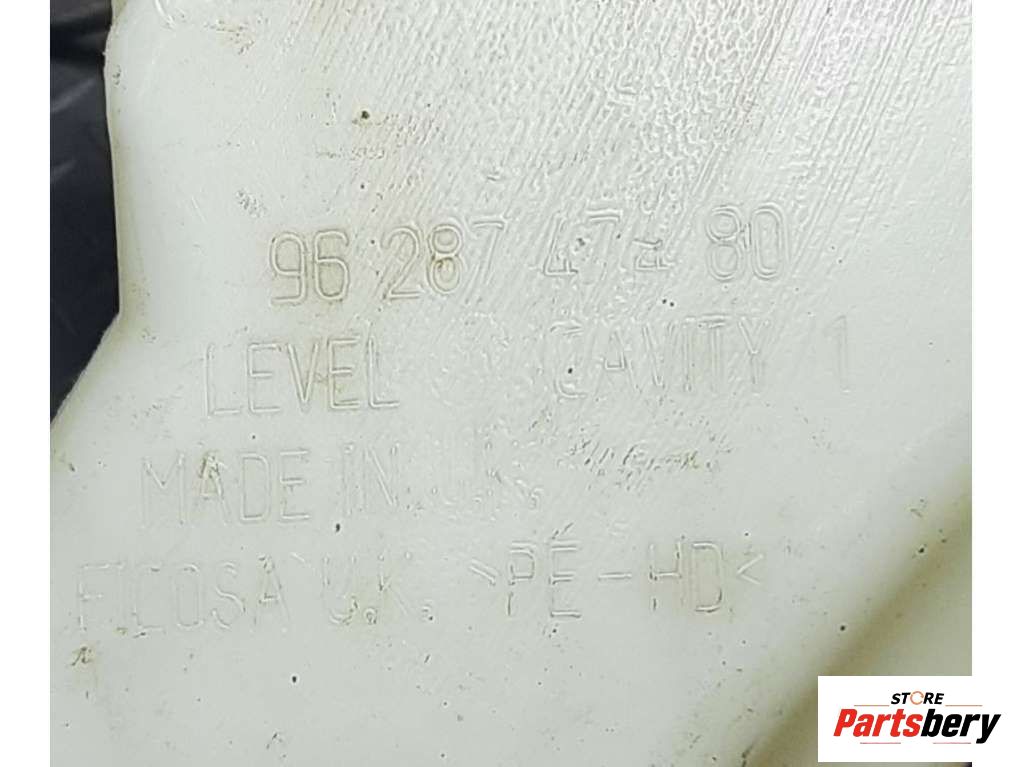 96 287 474 80
LEVEL CAVITY 1
MADE IN U.K.
FICOSA U.K. >PE-HD<
STORE
Partsbery